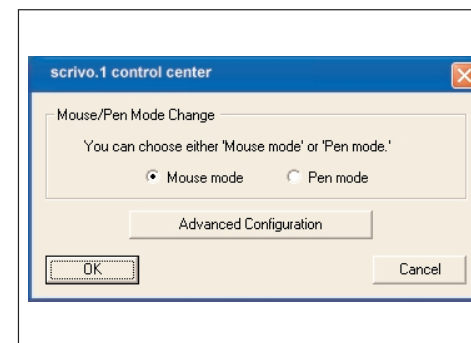 scrivo.1 control center
Mouse/Pen Mode Change
You can choose either 'Mouse mode' or 'Pen mode.'
Mouse mode Pen mode
Advanced Configuration
OK Cancel